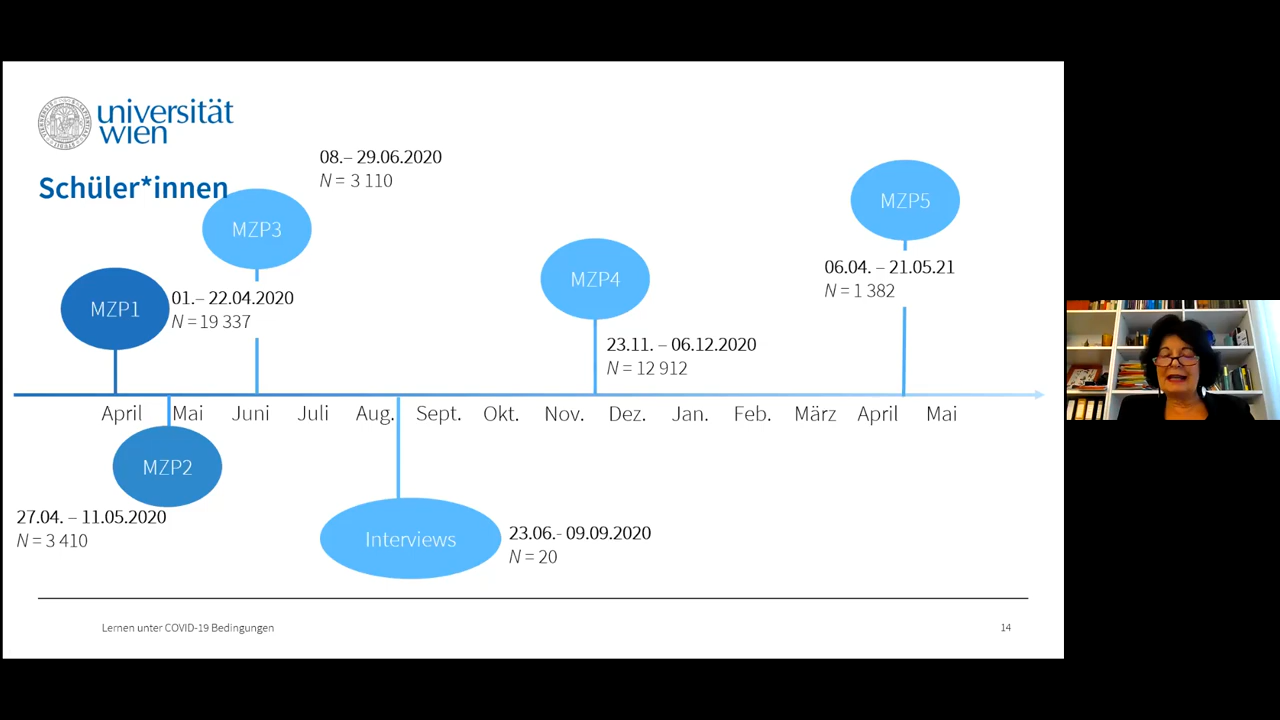 universität
wien
Schüler*innen
08.– 29.06.2020
N = 3 110
MZP3
MZP5
MZP1
01.– 22.04.2020
N = 19 337
MZP4
06.04. – 21.05.21
N = 1 382
23.11. – 06.12.2020
N = 12 912
April Mai Juni Juli Aug. Sept. Okt. Nov. Dez. Jan. Feb. März April Mai
MZP2
27.04. – 11.05.2020
N = 3 410
Interviews
23.06.- 09.09.2020
N = 20
Lernen unter COVID-19 Bedingungen
14